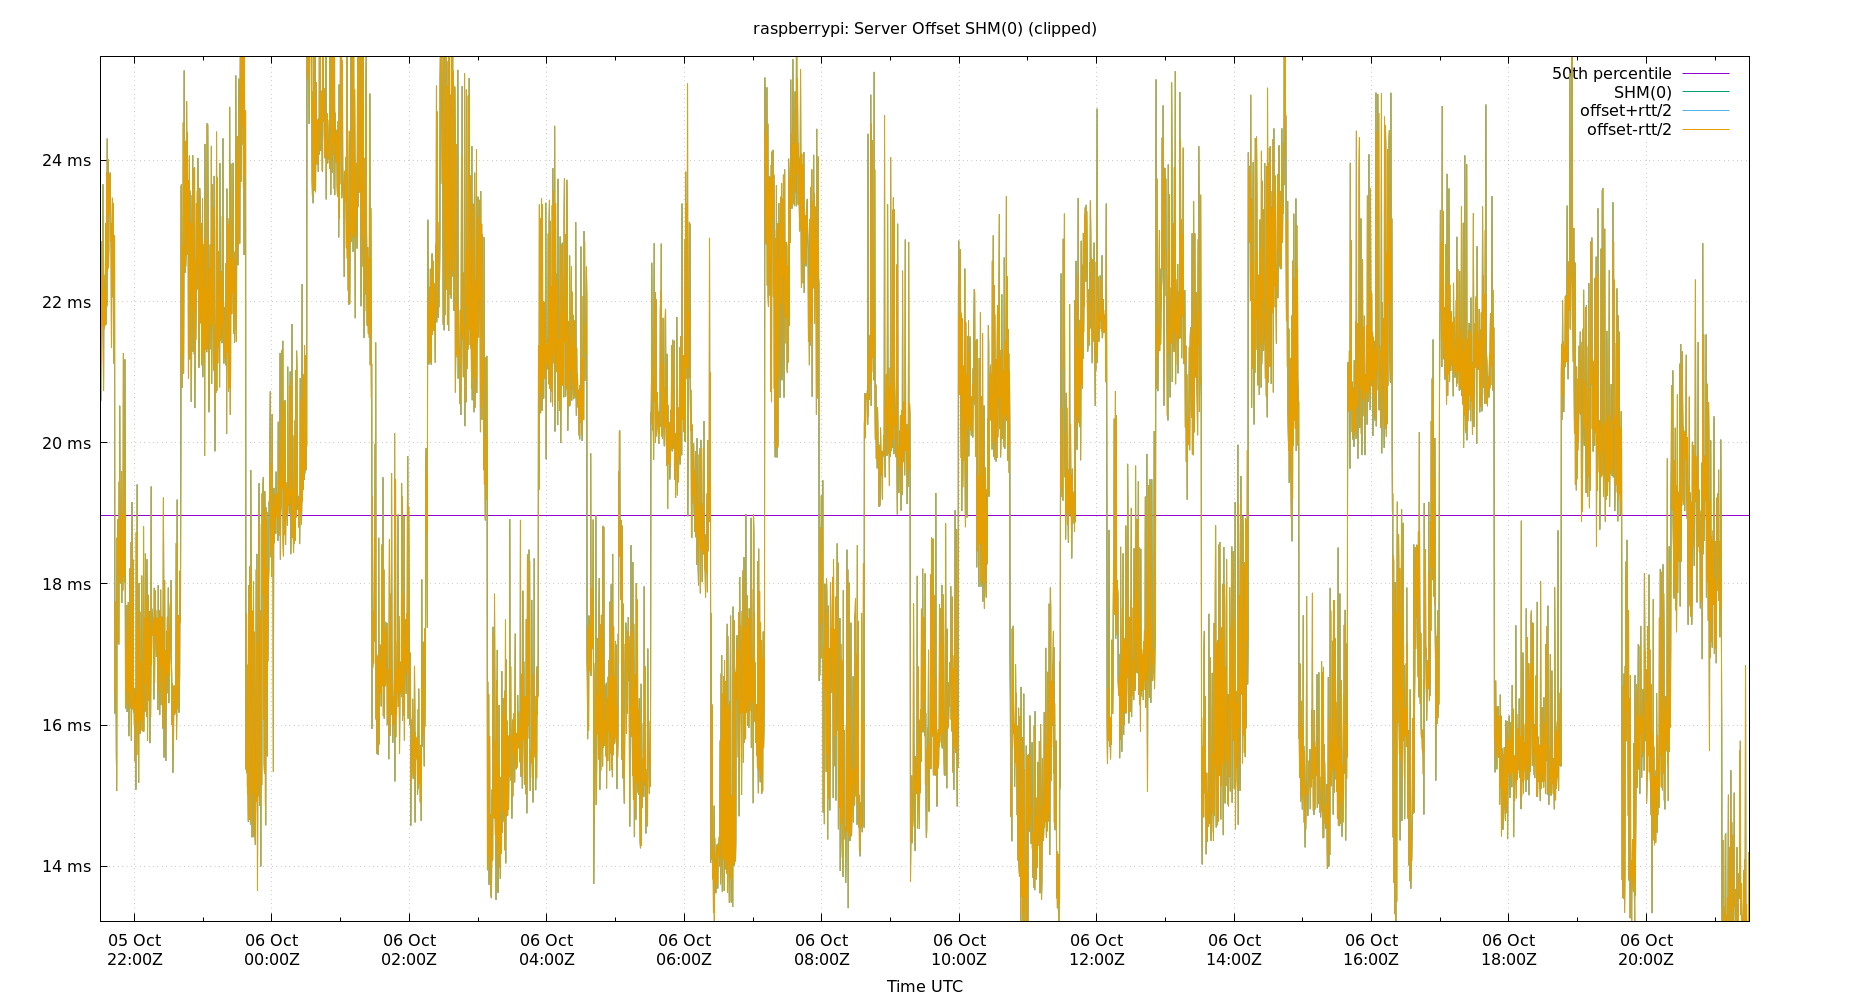 raspberrypi: Server Offset SHM(0) (clipped)
50th percentile
SHM(0)
offset+rtt/2
offset-rtt/2
24 ms
22 ms
20 ms
18 ms
16 ms
14 ms
05 Oct 06 Oct 06 Oct 06 Oct 06 Oct 06 Oct 06 Oct 06 Oct 06 Oct 06 Oct 06 Oct 06 Oct
22:00Z 00:00Z 02:00Z 04:00Z 06:00Z 08:00Z 10:00Z 12:00Z 14:00Z 16:00Z 18:00Z 20:00Z
Time UTC